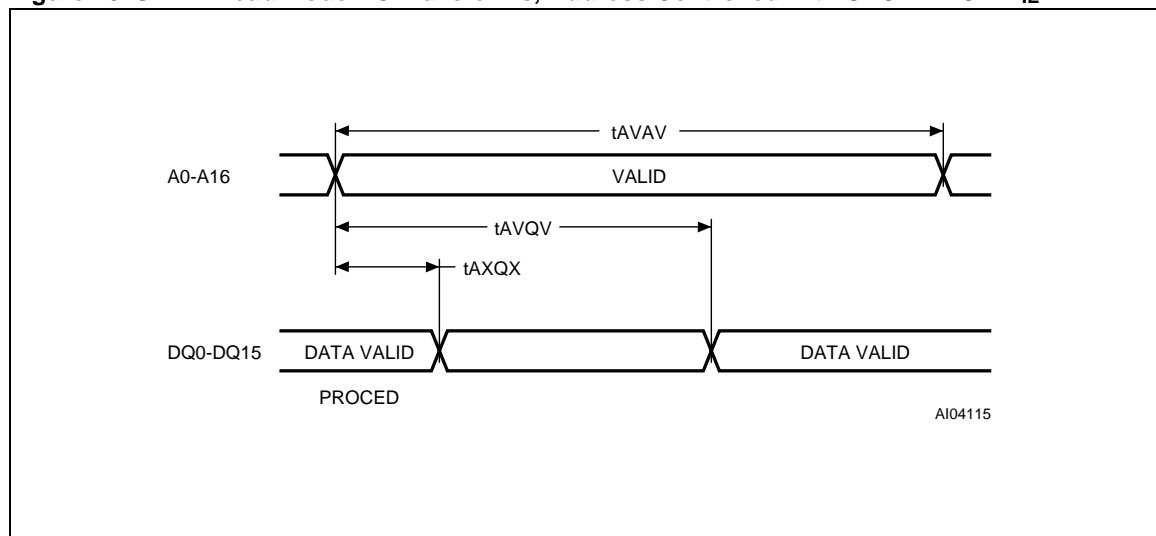 tAVAV
A0-A16
VALID
tAVQV
tAXQX
DQ0-DQ15
DATA VALID
DATA VALID
PROCED
AI04115